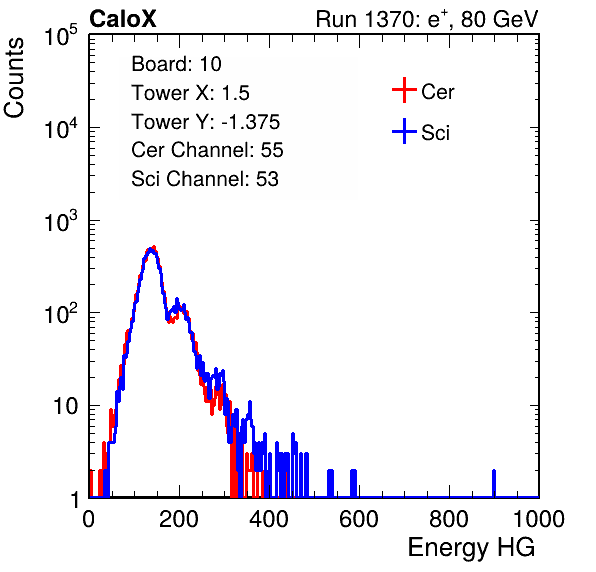 CaloX Run 1370: e⁺, 80 GeV
Counts
10⁵
10⁴
10³
10²
10
1
Board: 10
Tower X: 1.5
Tower Y: -1.375
Cer Channel: 55
Sci Channel: 53
Cer
Sci
0 200 400 600 800 1000
Energy HG